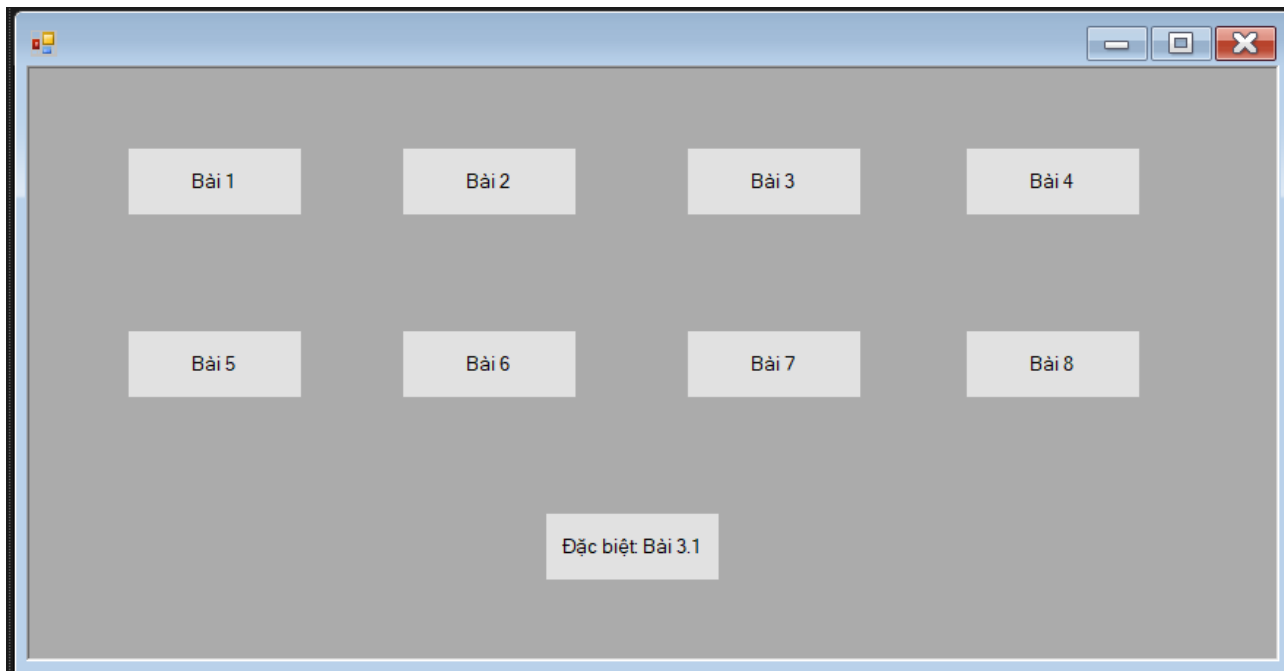 Bài 1
Bài 2
Bài 3
Bài 4
Bài 5
Bài 6
Bài 7
Bài 8
Đặc biệt: Bài 3.1